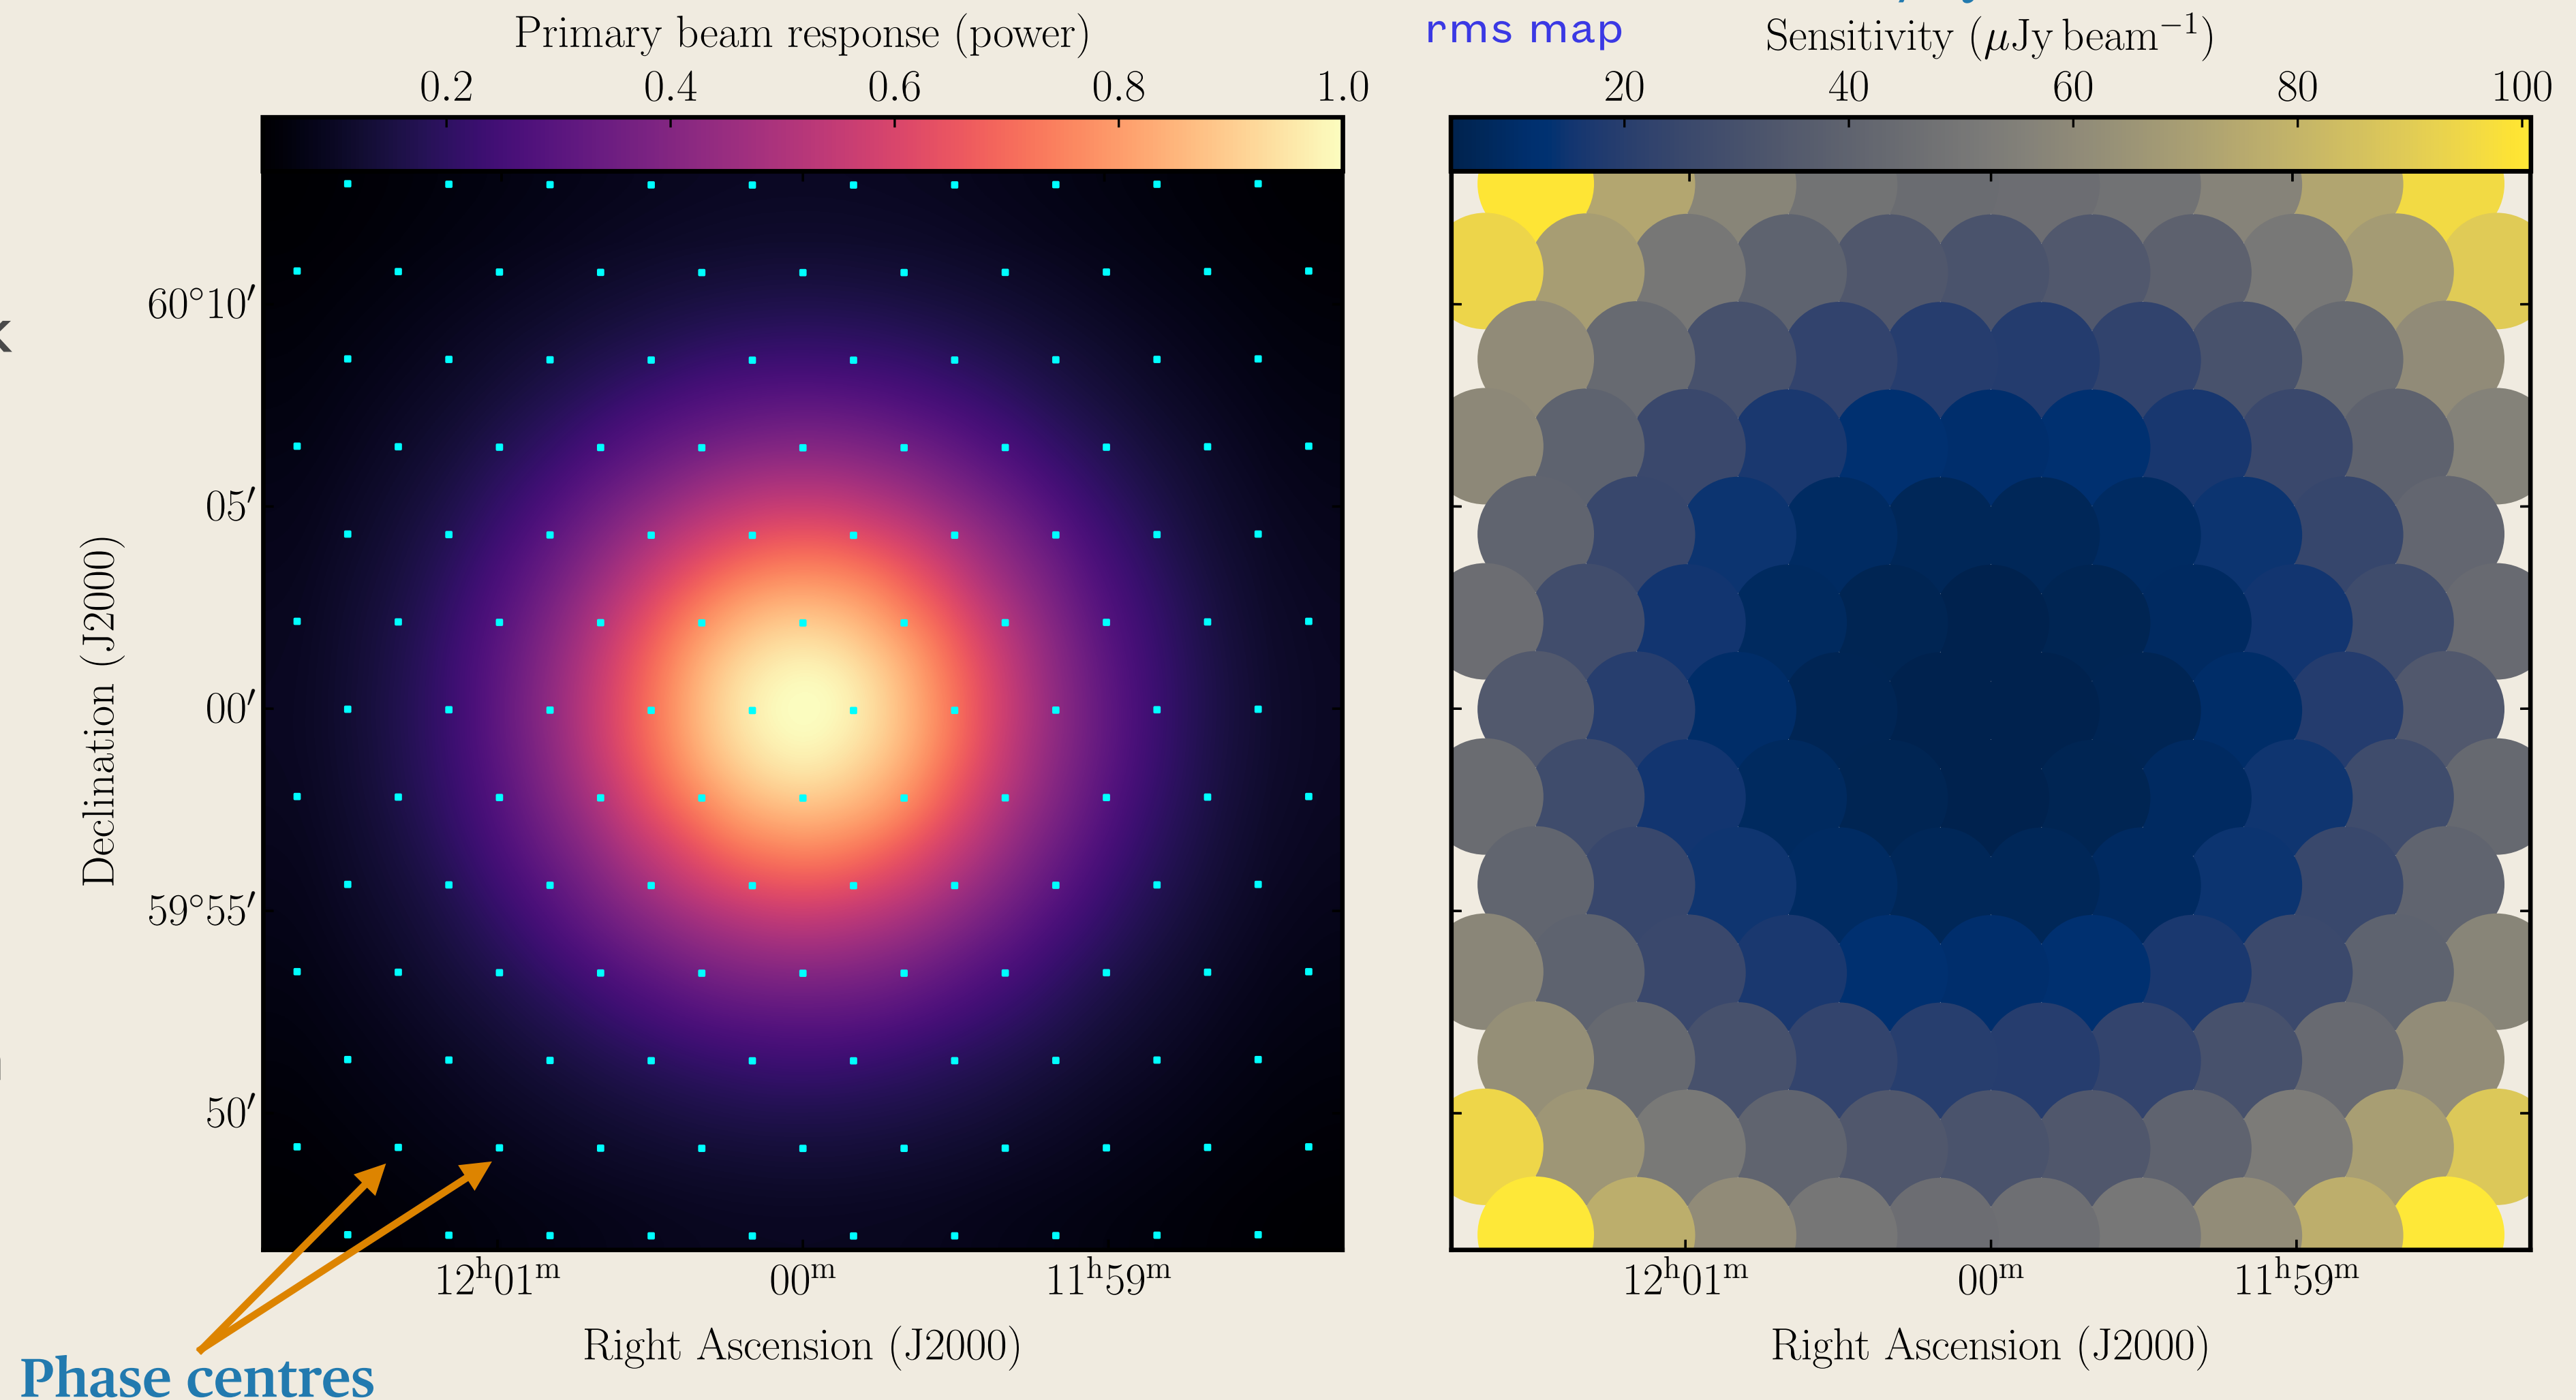 Primary beam response (power)
0.2 0.4 0.6 0.8 1.0
60°10′
05′
00′
59°55′
50′
Declination (J2000)
12ʰ01ᵐ 00ᵐ 11ʰ59ᵐ
Right Ascension (J2000)
Phase centres
rms map
Sensitivity (μJy beam⁻¹)
20 40 60 80 100
12ʰ01ᵐ 00ᵐ 11ʰ59ᵐ
Right Ascension (J2000)